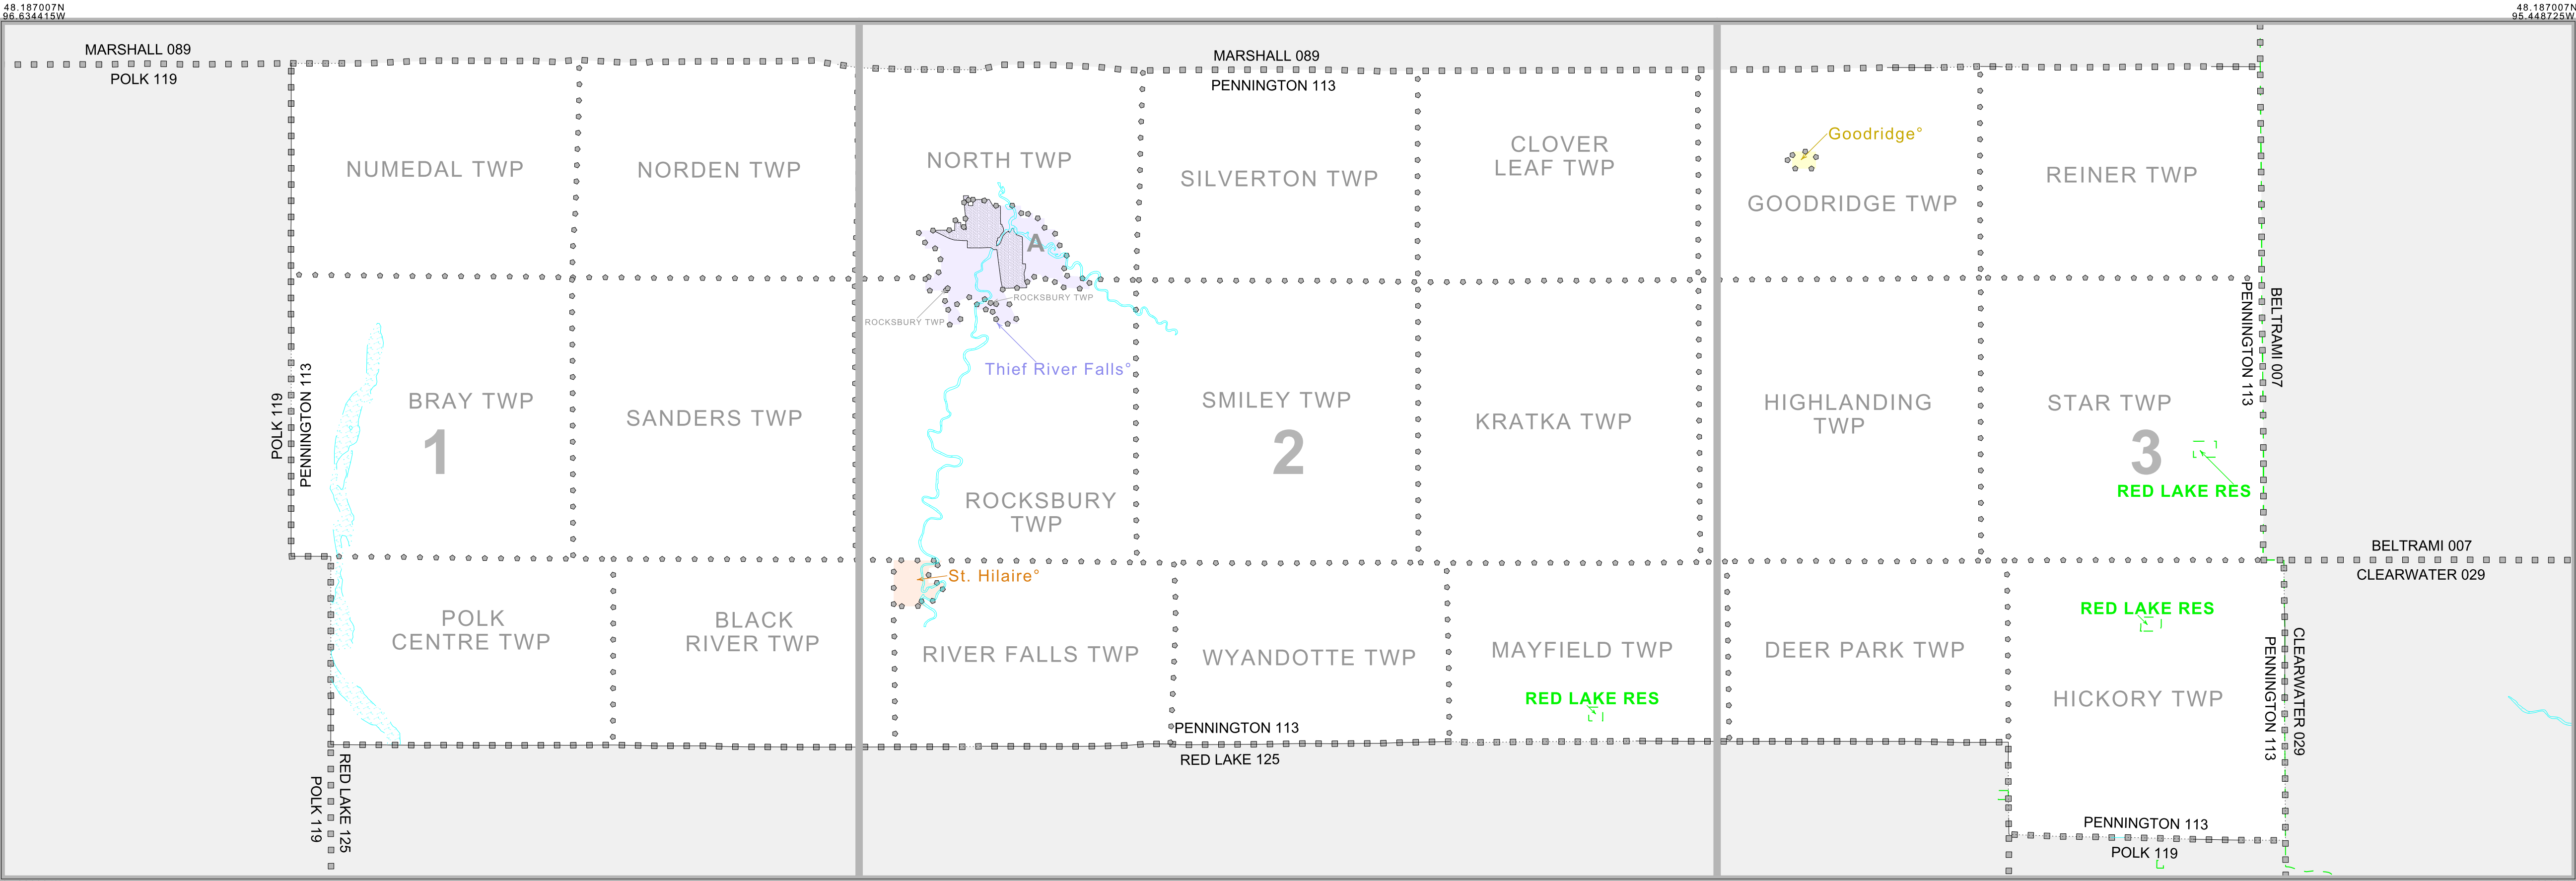 48.187007N
96.634415W
48.187007N
95.448725W
MARSHALL 089
POLK 119
MARSHALL 089
PENNINGTON 113
NUMEDAL TWP
NORDEN TWP
NORTH TWP
SILVERTON TWP
CLOVER
LEAF TWP
Goodridge°
GOODRIDGE TWP
REINER TWP
A
ROCKSBURY TWP
ROCKSBURY TWP
Thief River Falls°
PENNINGTON 113
BELTRAMI 007
POLK 119
PENNINGTON 113
BRAY TWP
1
SANDERS TWP
ROCKSBURY
TWP
SMILEY TWP
2
KRATKA TWP
HIGHLANDING
TWP
STAR TWP
3
RED LAKE RES
BELTRAMI 007
CLEARWATER 029
St. Hilaire°
POLK
CENTRE TWP
BLACK
RIVER TWP
RIVER FALLS TWP
WYANDOTTE TWP
MAYFIELD TWP
RED LAKE RES
DEER PARK TWP
RED LAKE RES
HICKORY TWP
PENNINGTON 113
CLEARWATER 029
PENNINGTON 113
RED LAKE 125
POLK 119
RED LAKE 125
PENNINGTON 113
POLK 119